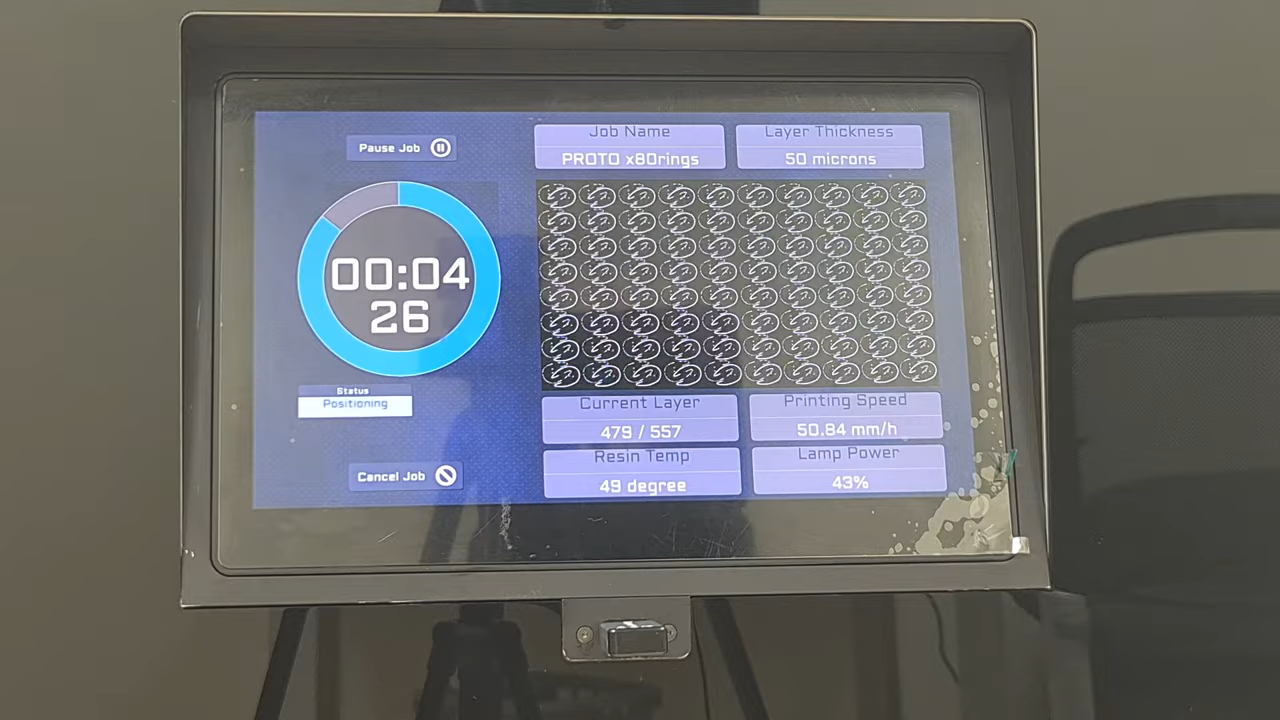 Pause Job
00:04
26
Status
Positioning
Cancel Job
Job Name
PROTO x80rings
Layer Thickness
50 microns
Current Layer
479 / 557
Printing Speed
50.84 mm/h
Resin Temp
49 degree
Lamp Power
43%